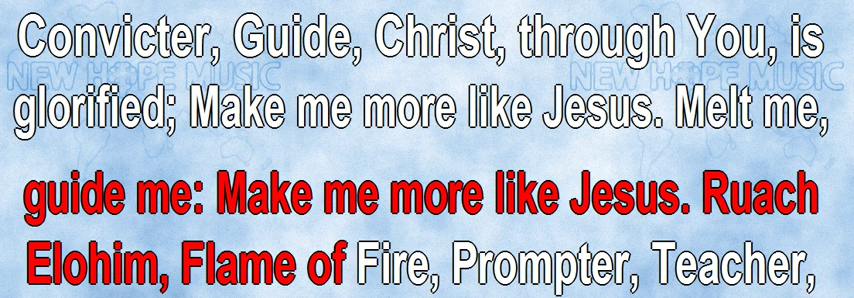 Convicter, Guide, Christ, through You, is
NEW HOPE MUSIC NEW HOPE MUSIC
glorified; Make me more like Jesus. Melt me,
guide me: Make me more like Jesus. Ruach
Elohim, Flame of Fire, Prompter, Teacher,